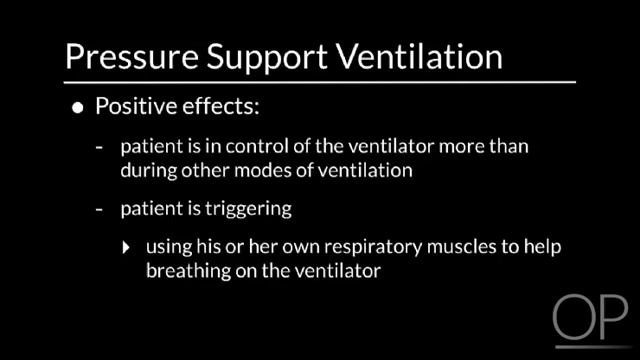 Pressure Support Ventilation
● Positive effects:
- patient is in control of the ventilator more than
during other modes of ventilation
- patient is triggering
▶ using his or her own respiratory muscles to help
breathing on the ventilator
OP